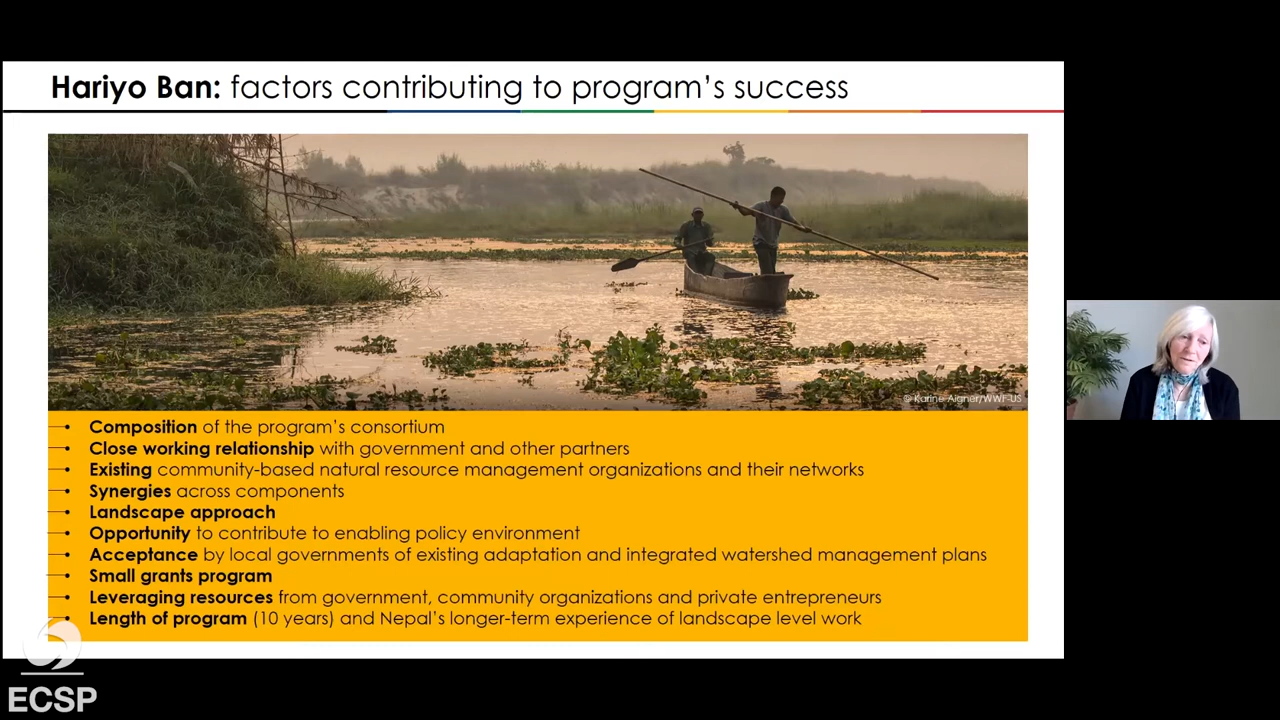 Hariyo Ban: factors contributing to program's success
© Karine Aigner/WWF-US
• Composition of the program's consortium
• Close working relationship with government and other partners
• Existing community-based natural resource management organizations and their networks
• Synergies across components
• Landscape approach
• Opportunity to contribute to enabling policy environment
• Acceptance by local governments of existing adaptation and integrated watershed management plans
• Small grants program
• Leveraging resources from government, community organizations and private entrepreneurs
• Length of program (10 years) and Nepal's longer-term experience of landscape level work
ECSP